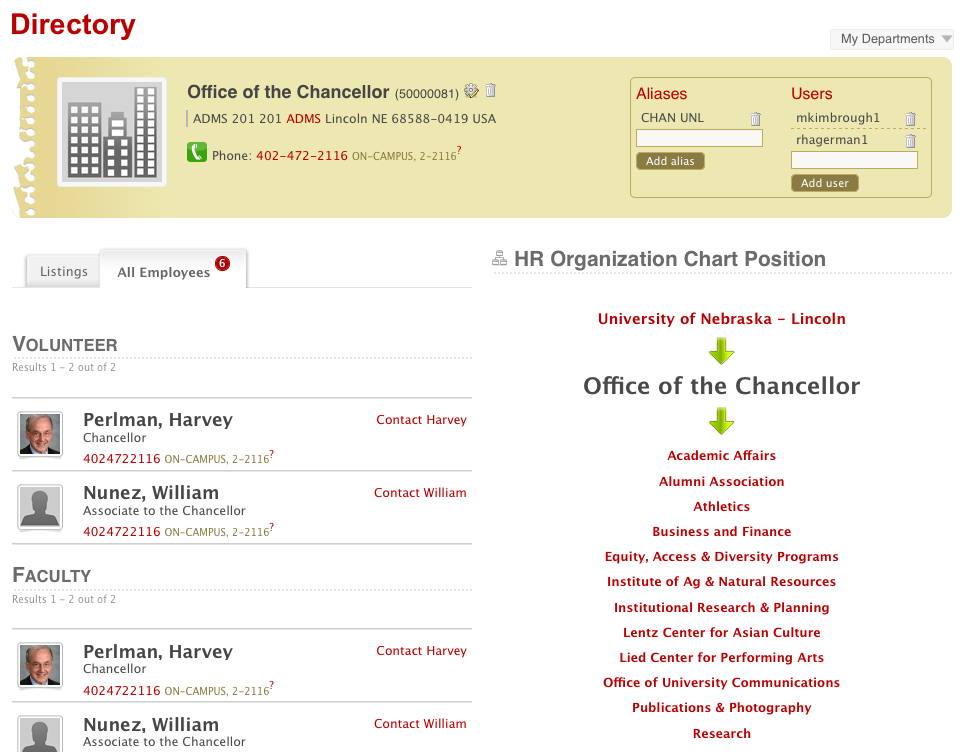 Directory
My Departments
Office of the Chancellor (50000081)
ADMS 201 201 ADMS Lincoln NE 68588-0419 USA
Phone: 402-472-2116 ON-CAMPUS, 2-2116?
Aliases
CHAN UNL
Add alias
Users
mkimbrough1
rhagerman1
Add user
Listings
All Employees 6
VOLUNTEER
Results 1 - 2 out of 2
Perlman, Harvey
Contact Harvey
Chancellor
4024722116 ON-CAMPUS, 2-2116?
Nunez, William
Contact William
Associate to the Chancellor
4024722116 ON-CAMPUS, 2-2116?
FACULTY
Results 1 - 2 out of 2
Perlman, Harvey
Contact Harvey
Chancellor
4024722116 ON-CAMPUS, 2-2116?
Nunez, William
Contact William
Associate to the Chancellor
HR Organization Chart Position
University of Nebraska - Lincoln
Office of the Chancellor
Academic Affairs
Alumni Association
Athletics
Business and Finance
Equity, Access & Diversity Programs
Institute of Ag & Natural Resources
Institutional Research & Planning
Lentz Center for Asian Culture
Lied Center for Performing Arts
Office of University Communications
Publications & Photography
Research